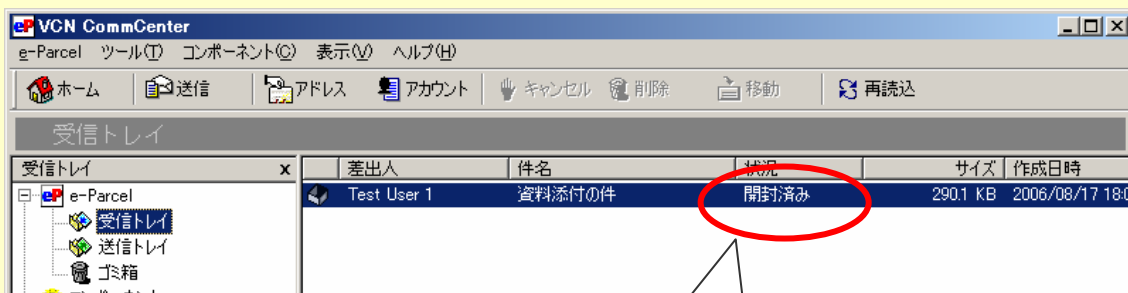 eP VCN CommCenter
e-Parcel ツール(T) コンポーネント(C) 表示(V) ヘルプ(H)
ホーム 送信 アドレス アカウント キャンセル 削除 移動 再読込
受信トレイ
受信トレイ x 差出人 件名 状況 サイズ 作成日時
eP e-Parcel Test User 1 資料添付の件 開封済み 290.1 KB 2006/08/17 18:0
受信トレイ
送信トレイ
ゴミ箱